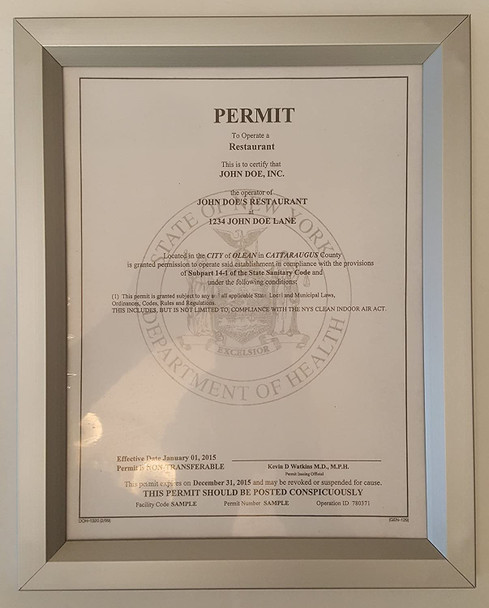 PERMIT
To Operate a
Restaurant
This is to certify that
JOHN DOE, INC.
the operator of
JOHN DOE'S RESTAURANT
at
1234 JOHN DOE LANE
Located in the CITY of OLEAN in CATTARAUGUS County
is granted permission to operate said establishment in compliance with the provisions
of Subpart 14-1 of the State Sanitary Code and
under the following conditions:
(1) This permit is granted subject to any all applicable State, Local and Municipal Laws,
Ordinances, Codes, Rules and Regulations.
THIS INCLUDES, BUT IS NOT LIMITED TO, COMPLIANCE WITH THE NYS CLEAN INDOOR AIR ACT.
STATE OF NEW YORK
EXCELSIOR
DEPARTMENT OF HEALTH
Effective Date January 01, 2015
Permit is NON-TRANSFERABLE
Kevin D Watkins M.D., M.P.H.
Permit Issuing Official
This permit expires on December 31, 2015 and may be revoked or suspended for cause.
THIS PERMIT SHOULD BE POSTED CONSPICUOUSLY
Facility Code SAMPLE Permit Number SAMPLE Operation ID 780371